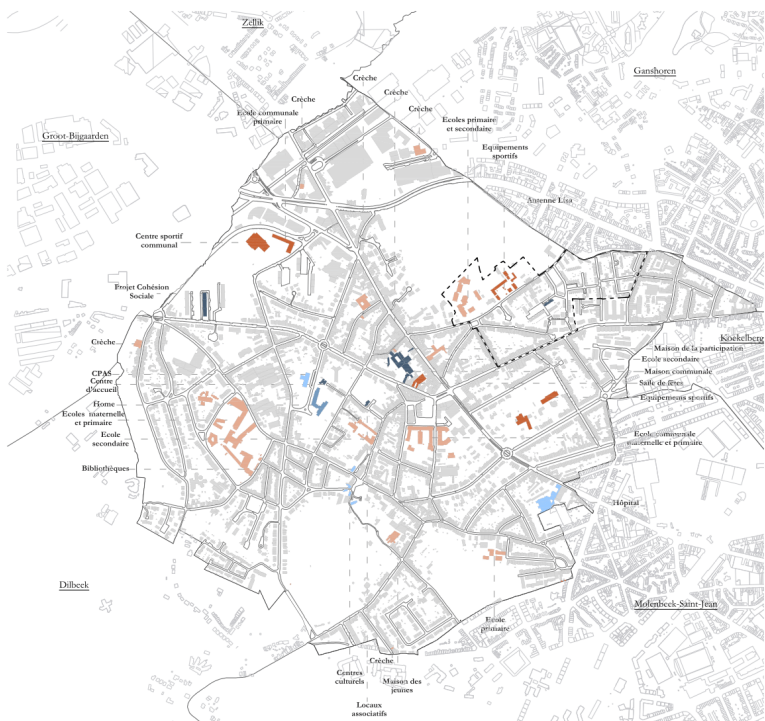 Zellik
Crèche
Crèche
Crèche
Crèche
Ecole communale
primaire
Ganshoren
Ecoles primaire
et secondaire
Groot-Bijgaarden
Equipements
sportifs
Antenne Lisa
Centre sportif
communal
Projet Cohésion
Sociale
Koekelberg
Crèche
Maison de la participation
Ecole secondaire
CPAS
Maison communale
Centre
d'accueil
Salle de fêtes
Home
Equipements sportifs
Ecoles maternelle
et primaire
Ecole
secondaire
Ecole communale
maternelle et primaire
Bibliothèques
Hôpital
Dilbeek
Molenbeek-Saint-Jean
Ecole
primaire
Crèche
Centres
culturels
Maison des
jeunes
Locaux
associatifs